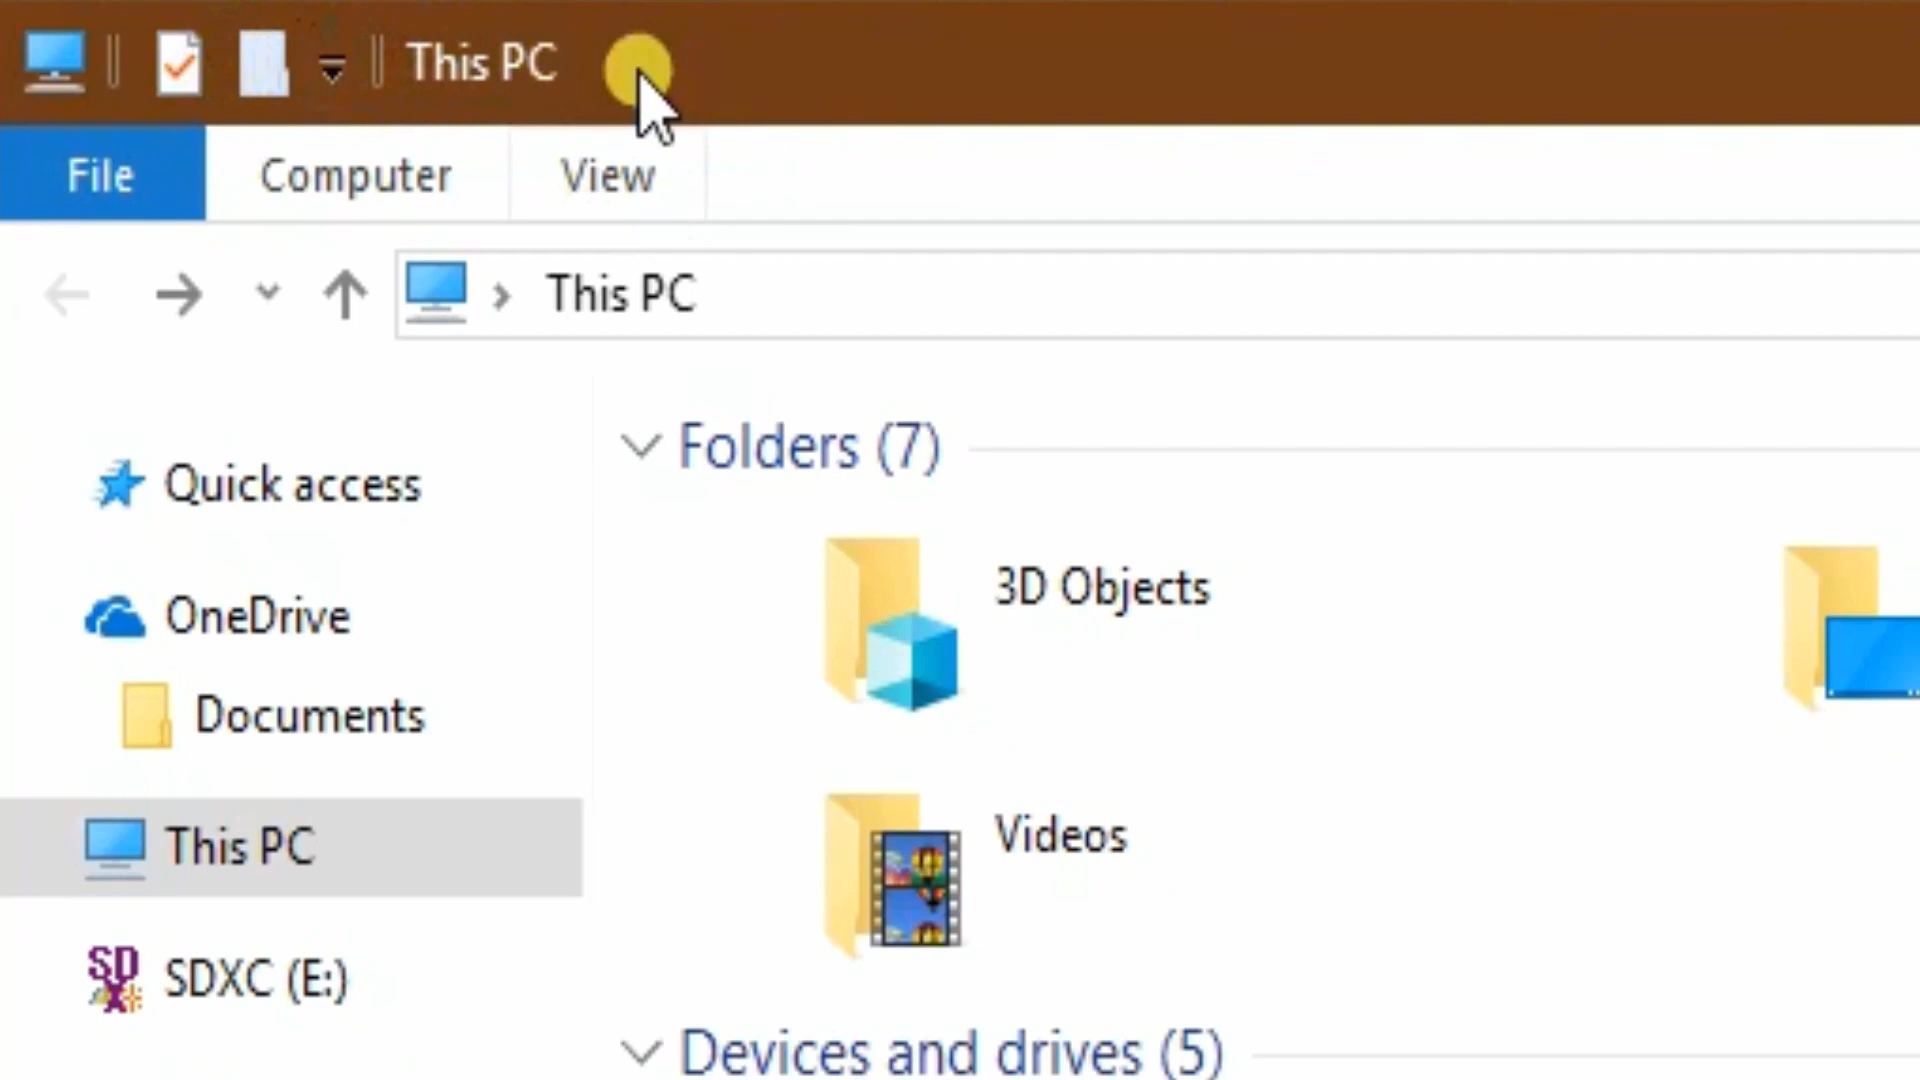 This PC
File Computer View
This PC
Folders (7)
Quick access
3D Objects
OneDrive
Documents
Videos
This PC
SD
X
SDXC (E:)
Devices and drives (5)